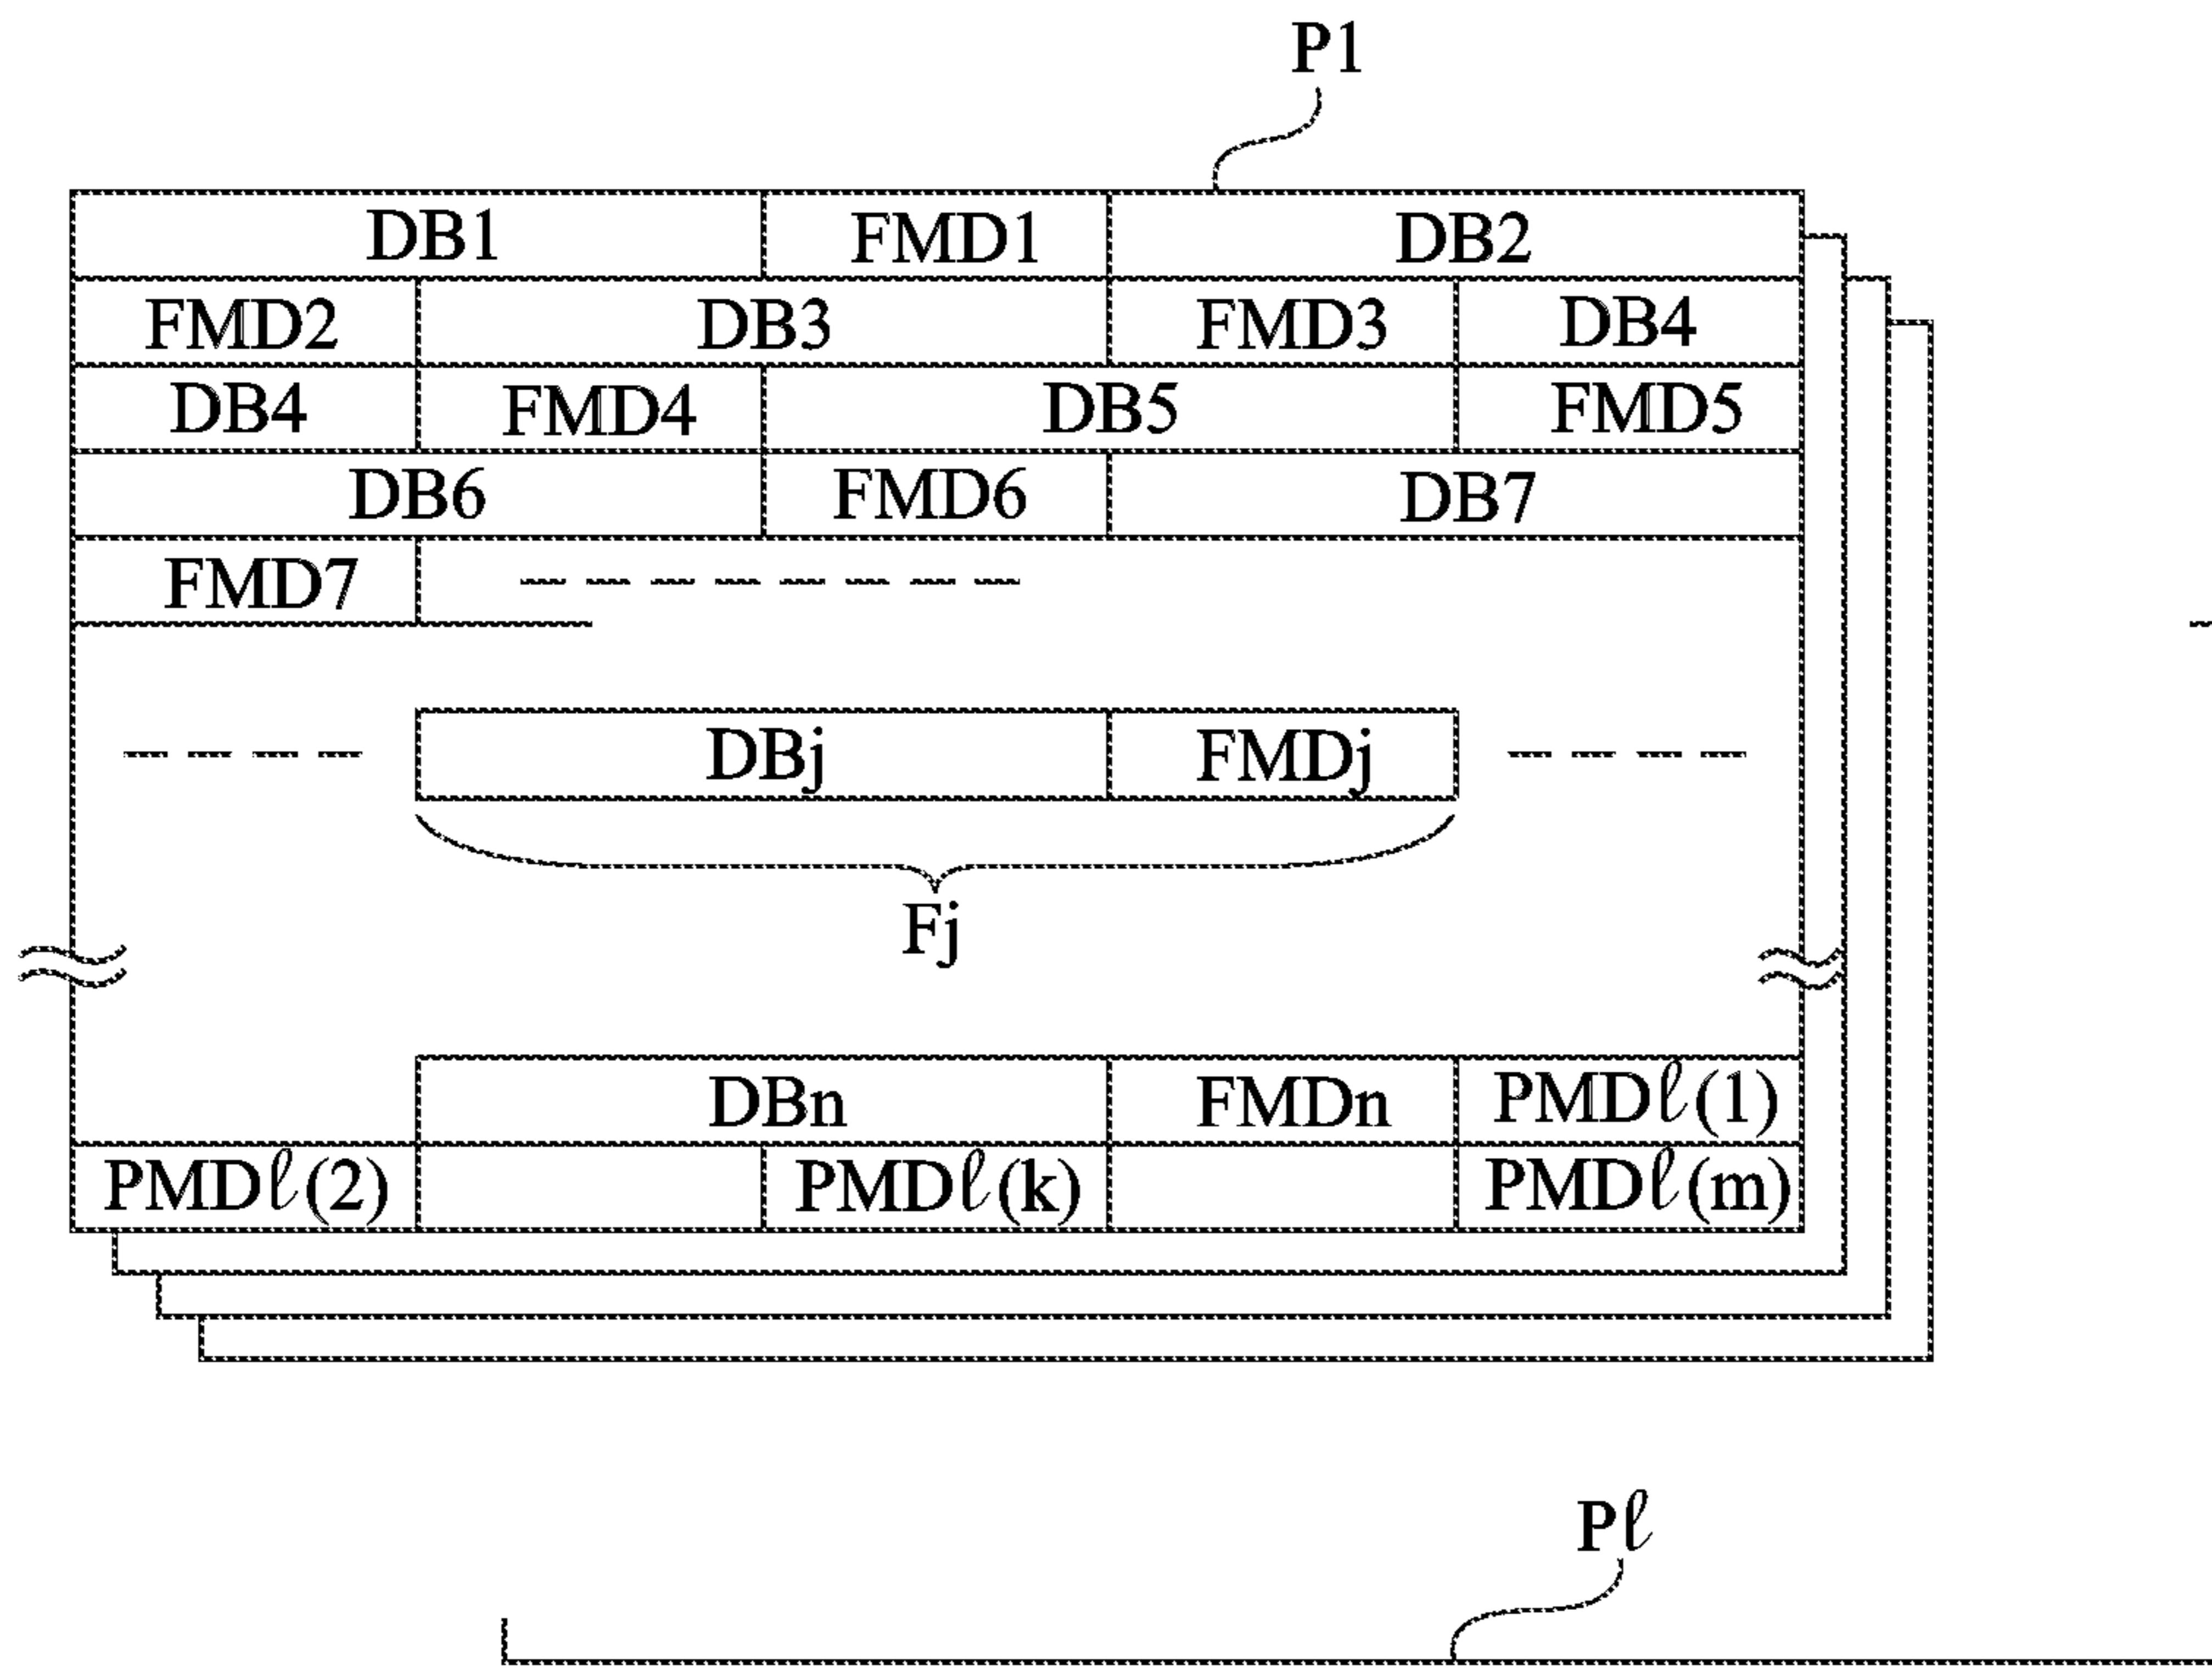 P1
DB1 FMD1 DB2
FMD2 DB3 FMD3 DB4
DB4 FMD4 DB5 FMD5
DB6 FMD6 DB7
FMD7
DBj FMDj
Fj
DBn FMDn PMDℓ(1)
PMDℓ(2) PMDℓ(k) PMDℓ(m)
Pℓ